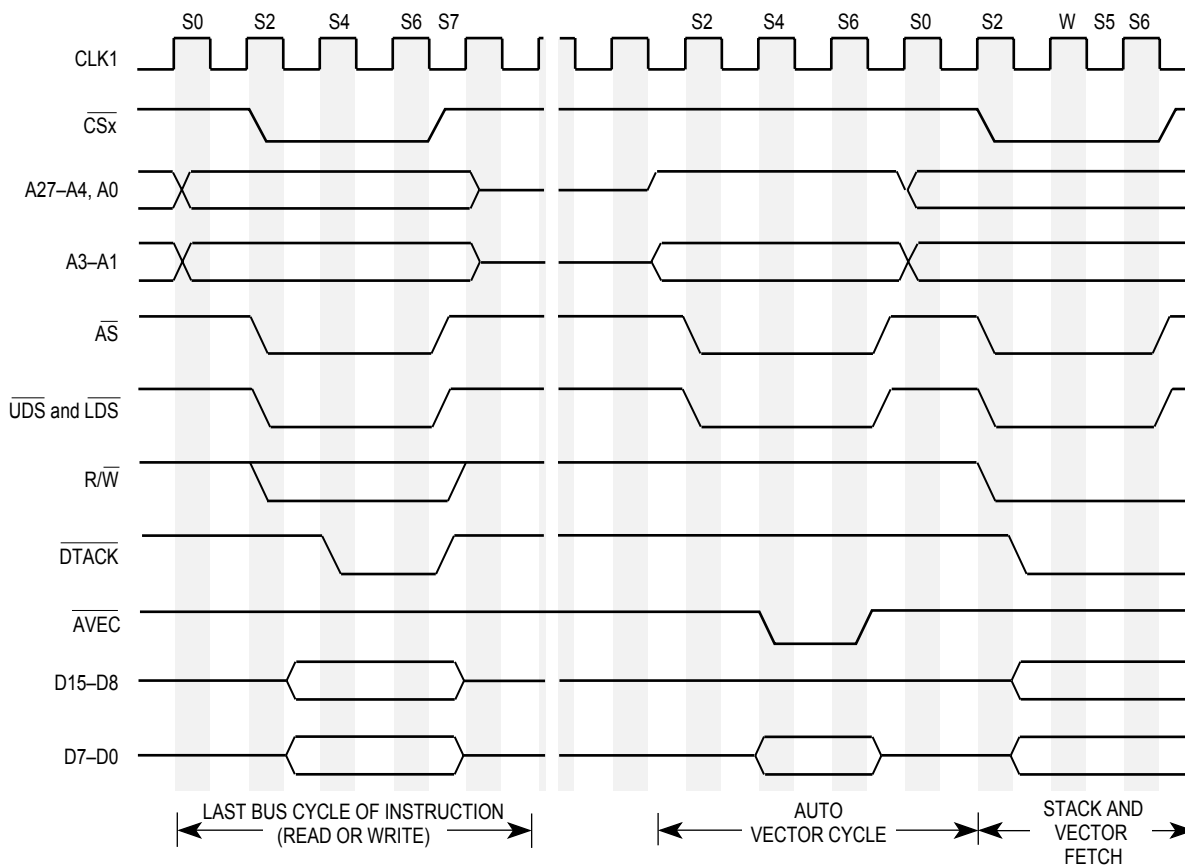 S0 S2 S4 S6 S7 S2 S4 S6 S0 S2 W S5 S6
CLK1
CSx
A27–A4, A0
A3–A1
AS
UDS and LDS
R/W
DTACK
AVEC
D15–D8
D7–D0
LAST BUS CYCLE OF INSTRUCTION
(READ OR WRITE)
AUTO
VECTOR CYCLE
STACK AND
VECTOR
FETCH